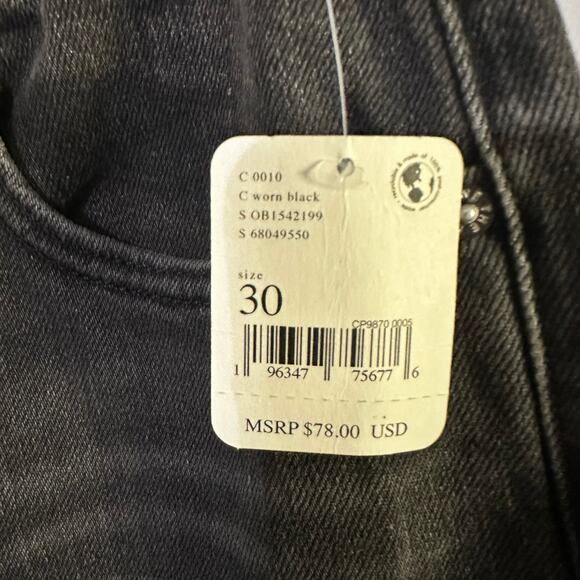 C 0010
C worn black
S OB1542199
S 68049550
size
30
CP9870 0005
1 96347 75677 6
MSRP $78.00 USD